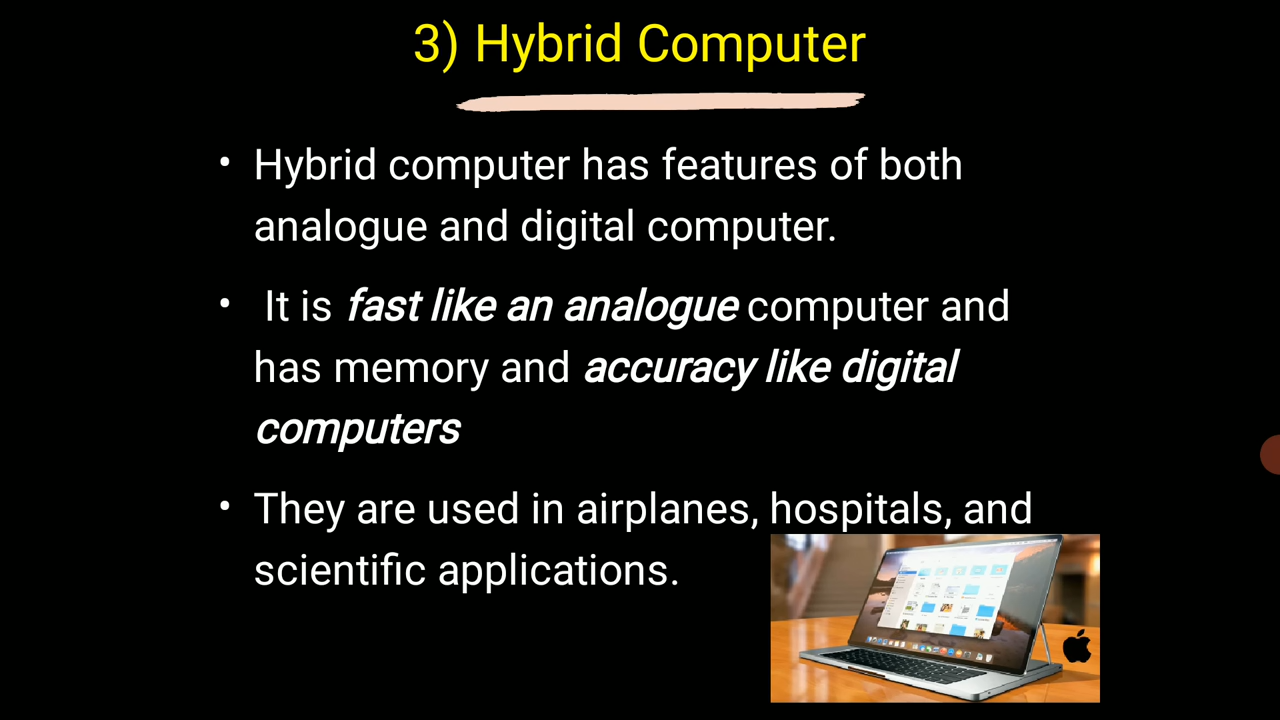 3) Hybrid Computer
• Hybrid computer has features of both
analogue and digital computer.
• It is fast like an analogue computer and
has memory and accuracy like digital
computers
• They are used in airplanes, hospitals, and
scientific applications.